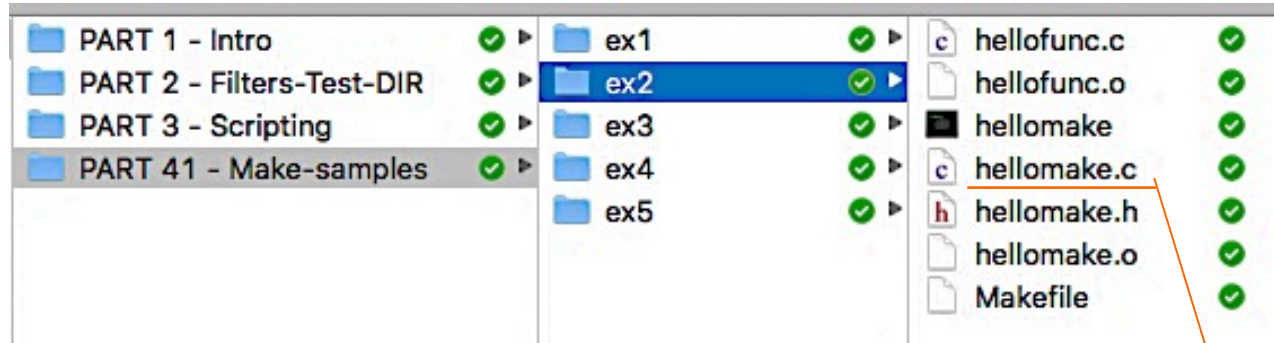 PART 1 - Intro
PART 2 - Filters-Test-DIR
PART 3 - Scripting
PART 41 - Make-samples
ex1
ex2
ex3
ex4
ex5
hellofunc.c
hellofunc.o
hellomake
hellomake.c
hellomake.h
hellomake.o
Makefile